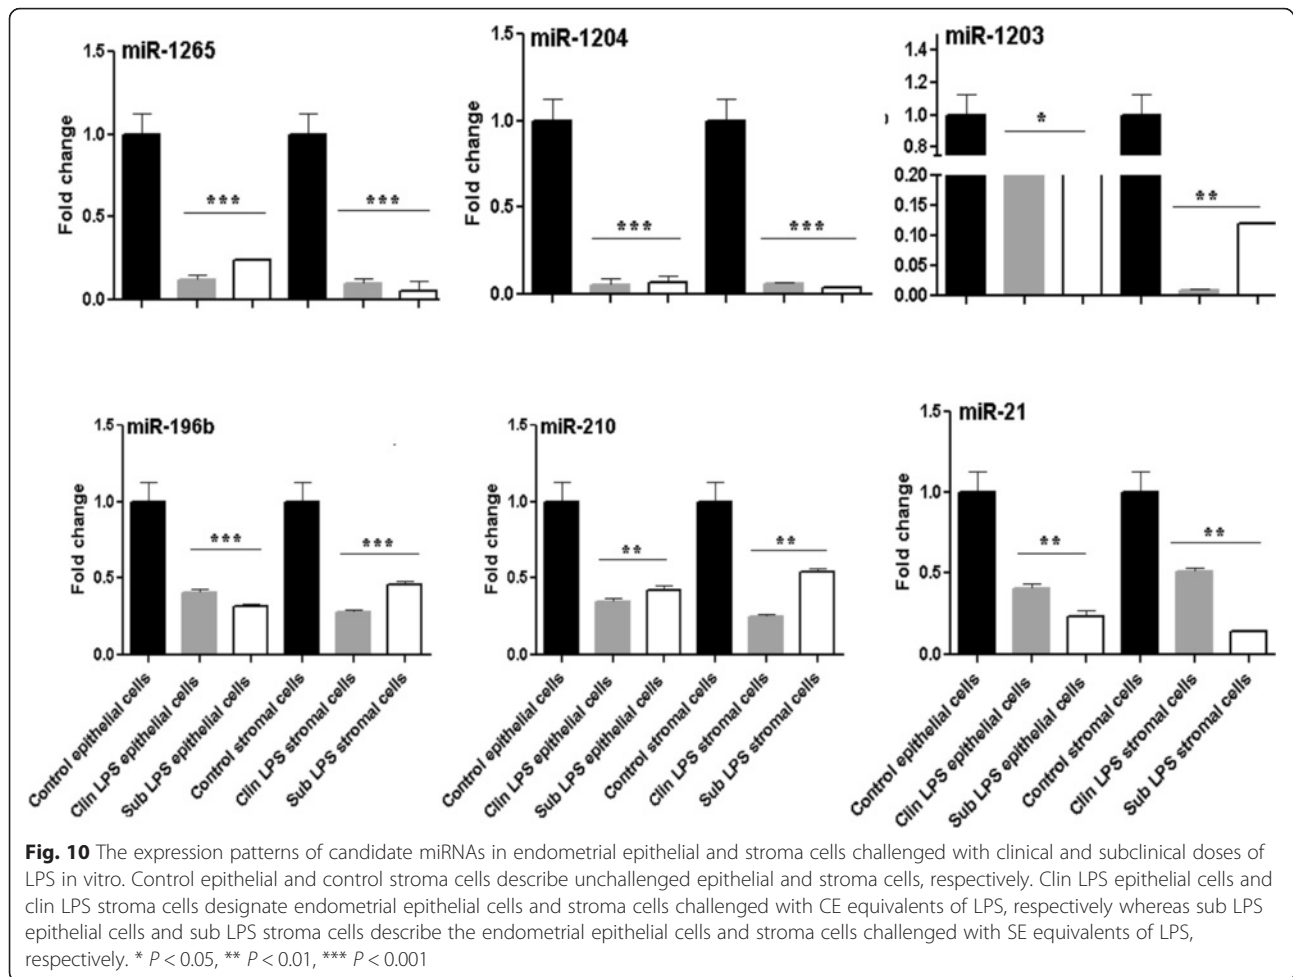 miR-1265
1.5
1.0
0.5
0.0
Fold change
***
***
miR-1204
1.5
1.0
0.5
0.0
Fold change
***
***
miR-1203
1.4
1.2
1.0
0.8
0.20
0.15
0.10
0.05
0.00
*
**
miR-196b
1.5
1.0
0.5
0.0
Fold change
***
***
Control epithelial cells
Clin LPS epithelial cells
Sub LPS epithelial cells
Control stromal cells
Clin LPS stromal cells
Sub LPS stromal cells
miR-210
1.5
1.0
0.5
0.0
Fold change
**
**
Control epithelial cells
Clin LPS epithelial cells
Sub LPS epithelial cells
Control stromal cells
Clin LPS stromal cells
Sub LPS stromal cells
miR-21
1.5
1.0
0.5
0.0
Fold change
**
**
Control epithelial cells
Clin LPS epithelial cells
Sub LPS epithelial cells
Control stromal cells
Clin LPS stromal cells
Sub LPS stromal cells
Fig. 10 The expression patterns of candidate miRNAs in endometrial epithelial and stroma cells challenged with clinical and subclinical doses of
LPS in vitro. Control epithelial and control stroma cells describe unchallenged epithelial and stroma cells, respectively. Clin LPS epithelial cells and
clin LPS stroma cells designate endometrial epithelial cells and stroma cells challenged with CE equivalents of LPS, respectively whereas sub LPS
epithelial cells and sub LPS stroma cells describe the endometrial epithelial cells and stroma cells challenged with SE equivalents of LPS,
respectively. * P < 0.05, ** P < 0.01, *** P < 0.001